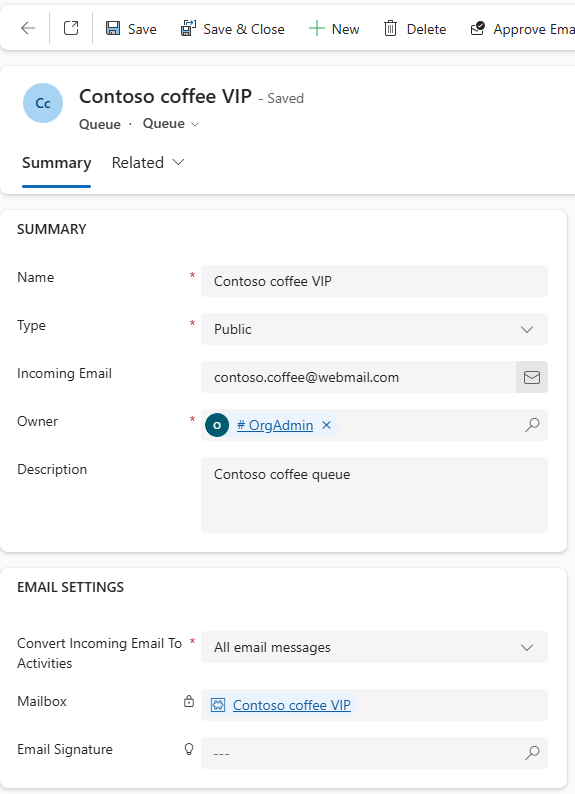 Save Save & Close New Delete Approve Ema
Cc
Contoso coffee VIP - Saved
Queue · Queue
Summary Related
SUMMARY
Name * Contoso coffee VIP
Type * Public
Incoming Email contoso.coffee@webmail.com
Owner * O # OrgAdmin
Description Contoso coffee queue
EMAIL SETTINGS
Convert Incoming Email To * All email messages
Activities
Mailbox Contoso coffee VIP
Email Signature ---